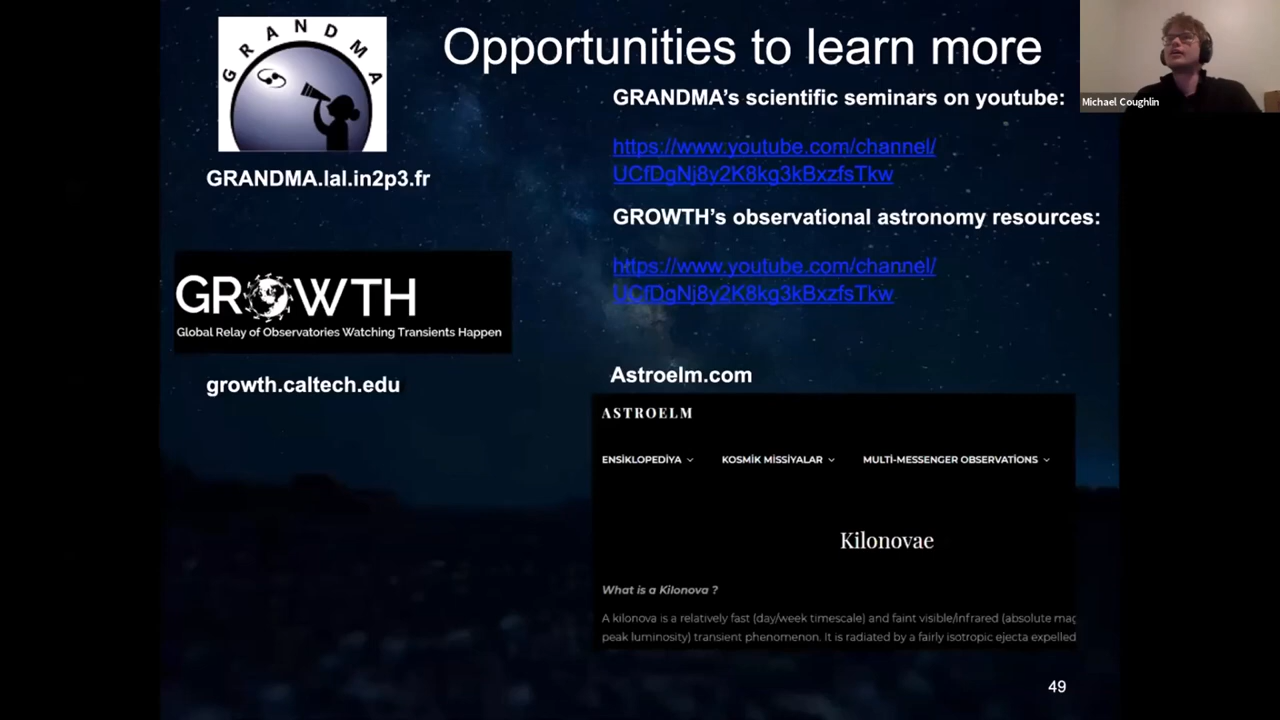 GRANDMA
Opportunities to learn more
Michael Coughlin
GRANDMA's scientific seminars on youtube:
https://www.youtube.com/channel/
UCfDgNj8y2K8kg3kBxzfsTkw
GRANDMA.lal.in2p3.fr
GROWTH's observational astronomy resources:
https://www.youtube.com/channel/
UCfDgNj8y2K8kg3kBxzfsTkw
GROWTH
Global Relay of Observatories Watching Transients Happen
growth.caltech.edu
Astroelm.com
ASTROELM
ENSİKLOPEDİYA KOSMİK MİSSİYALAR MULTI-MESSENGER OBSERVATIONS
Kilonovae
What is a Kilonova ?
A kilonova is a relatively fast (day/week timescale) and faint visible/infrared (absolute mag
peak luminosity) transient phenomenon. It is radiated by a fairly isotropic ejecta expelled
49